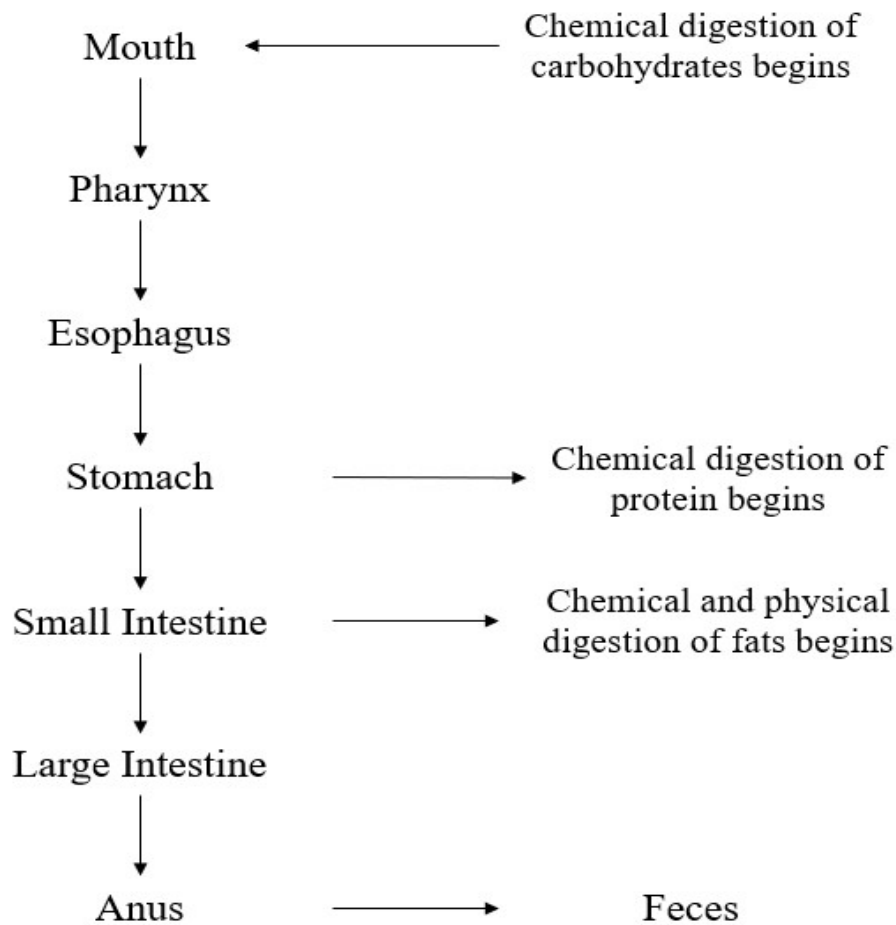 Mouth
Chemical digestion of
carbohydrates begins
Pharynx
Esophagus
Stomach
Chemical digestion of
protein begins
Small Intestine
Chemical and physical
digestion of fats begins
Large Intestine
Anus
Feces